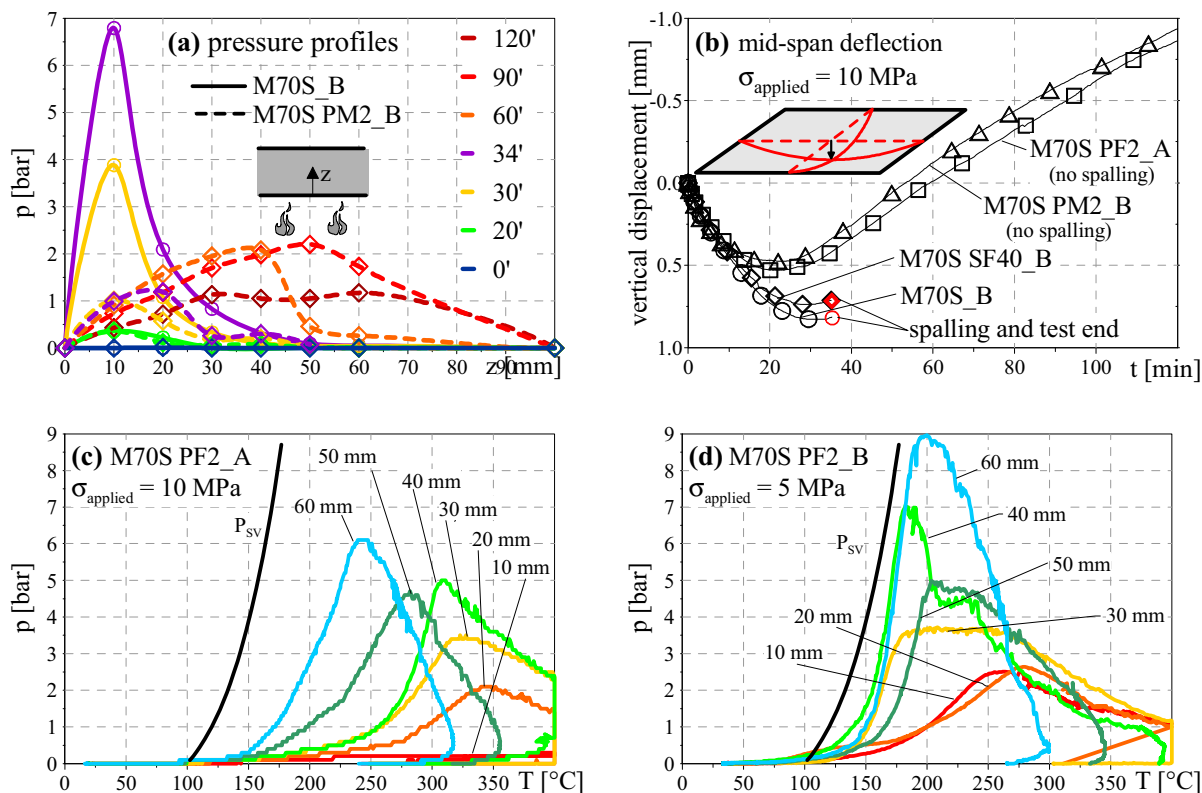 (a) pressure profiles
p [bar]
7
6
5
4
3
2
1
0
M70S_B
M70S PM2_B
z
120'
90'
60'
34'
30'
20'
0'
0 10 20 30 40 50 60 70 80 90 z [mm]
(b) mid-span deflection
σapplied = 10 MPa
vertical displacement [mm]
-1.0
-0.5
0.0
0.5
1.0
M70S PF2_A
(no spalling)
M70S PM2_B
(no spalling)
M70S SF40_B
M70S_B
spalling and test end
0 20 40 60 80 100 t [min]
(c) M70S PF2_A
σapplied = 10 MPa
p [bar]
9
8
7
6
5
4
3
2
1
0
PSV
60 mm
50 mm
40 mm
30 mm
20 mm
10 mm
0 50 100 150 200 250 300 350 T [°C]
(d) M70S PF2_B
σapplied = 5 MPa
p [bar]
9
8
7
6
5
4
3
2
1
0
PSV
60 mm
40 mm
50 mm
30 mm
20 mm
10 mm
0 50 100 150 200 250 300 350 T [°C]